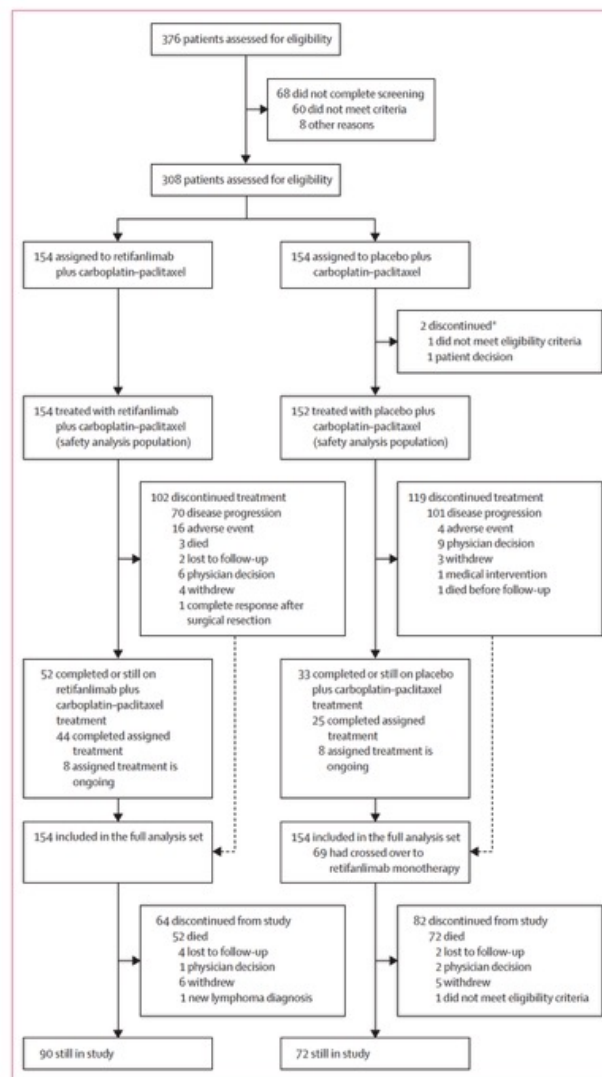 376 patients assessed for eligibility
68 did not complete screening
60 did not meet criteria
8 other reasons
308 patients assessed for eligibility
154 assigned to retifanlimab
plus carboplatin–paclitaxel
154 assigned to placebo plus
carboplatin–paclitaxel
2 discontinued*
1 did not meet eligibility criteria
1 patient decision
154 treated with retifanlimab
plus carboplatin–paclitaxel
(safety analysis population)
152 treated with placebo plus
carboplatin–paclitaxel
(safety analysis population)
102 discontinued treatment
70 disease progression
16 adverse event
3 died
2 lost to follow-up
6 physician decision
4 withdrew
1 complete response after
surgical resection
119 discontinued treatment
101 disease progression
4 adverse event
9 physician decision
3 withdrew
1 medical intervention
1 died before follow-up
52 completed or still on
retifanlimab plus
carboplatin–paclitaxel
treatment
44 completed assigned
treatment
8 assigned treatment is
ongoing
33 completed or still on placebo
plus carboplatin–paclitaxel
treatment
25 completed assigned
treatment
8 assigned treatment is
ongoing
154 included in the full analysis set
154 included in the full analysis set
69 had crossed over to
retifanlimab monotherapy
64 discontinued from study
52 died
4 lost to follow-up
1 physician decision
6 withdrew
1 new lymphoma diagnosis
82 discontinued from study
72 died
2 lost to follow-up
2 physician decision
5 withdrew
1 did not meet eligibility criteria
90 still in study
72 still in study